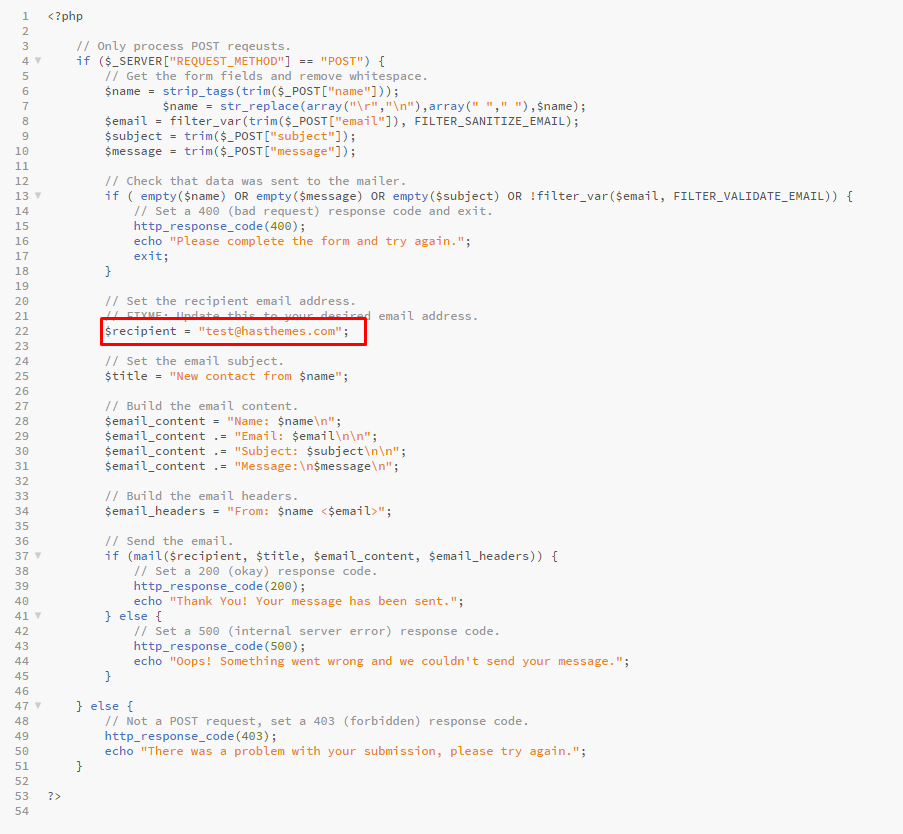 1 <?php
2
3 // Only process POST reqeusts.
4 if ($_SERVER["REQUEST_METHOD"] == "POST") {
5 // Get the form fields and remove whitespace.
6 $name = strip_tags(trim($_POST["name"]));
7 $name = str_replace(array("\r","\n"),array(" "," "),$name);
8 $email = filter_var(trim($_POST["email"]), FILTER_SANITIZE_EMAIL);
9 $subject = trim($_POST["subject"]);
10 $message = trim($_POST["message"]);
11
12 // Check that data was sent to the mailer.
13 if ( empty($name) OR empty($message) OR empty($subject) OR !filter_var($email, FILTER_VALIDATE_EMAIL)) {
14 // Set a 400 (bad request) response code and exit.
15 http_response_code(400);
16 echo "Please complete the form and try again.";
17 exit;
18 }
19
20 // Set the recipient email address.
21 // FIXME: Update this to your desired email address.
22 $recipient = "test@hasthemes.com";
23
24 // Set the email subject.
25 $title = "New contact from $name";
26
27 // Build the email content.
28 $email_content = "Name: $name\n";
29 $email_content .= "Email: $email\n\n";
30 $email_content .= "Subject: $subject\n\n";
31 $email_content .= "Message:\n$message\n";
32
33 // Build the email headers.
34 $email_headers = "From: $name <$email>";
35
36 // Send the email.
37 if (mail($recipient, $title, $email_content, $email_headers)) {
38 // Set a 200 (okay) response code.
39 http_response_code(200);
40 echo "Thank You! Your message has been sent.";
41 } else {
42 // Set a 500 (internal server error) response code.
43 http_response_code(500);
44 echo "Oops! Something went wrong and we couldn't send your message.";
45 }
46
47 } else {
48 // Not a POST request, set a 403 (forbidden) response code.
49 http_response_code(403);
50 echo "There was a problem with your submission, please try again.";
51 }
52
53 ?>
54